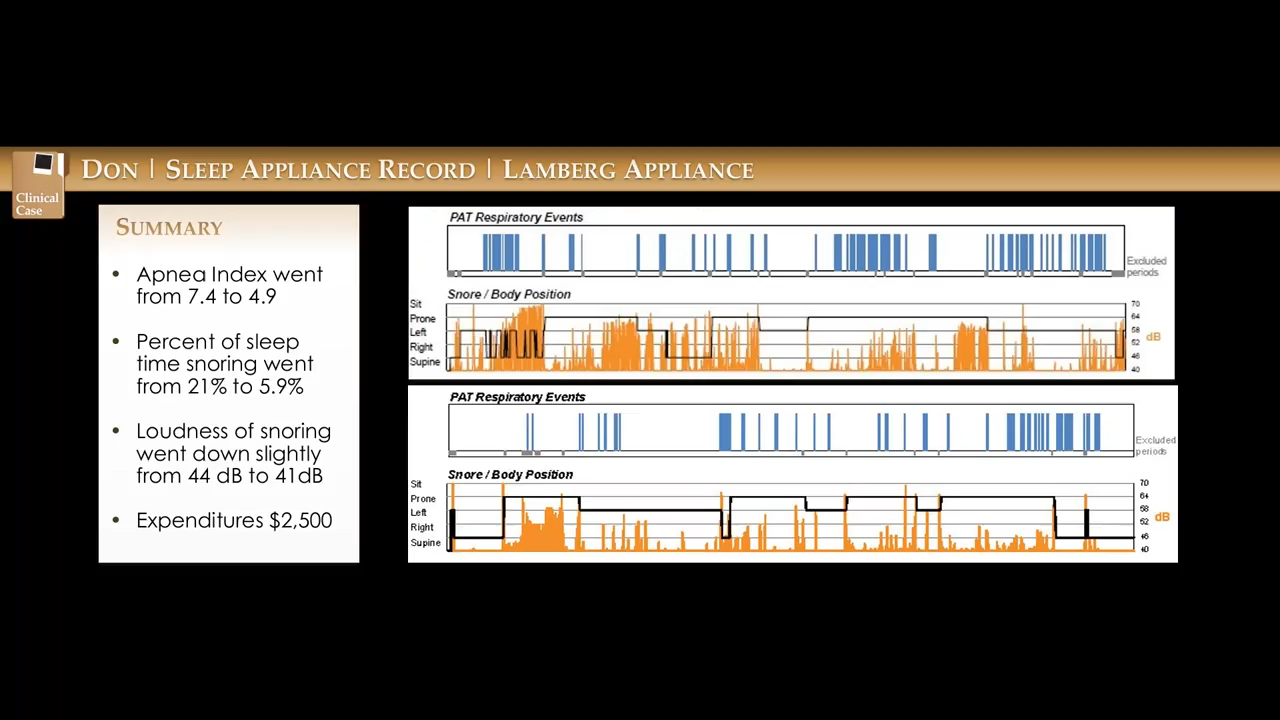 DON | SLEEP APPLIANCE RECORD | LAMBERG APPLIANCE
Clinical
Case
SUMMARY
• Apnea Index went
from 7.4 to 4.9
• Percent of sleep
time snoring went
from 21% to 5.9%
• Loudness of snoring
went down slightly
from 44 dB to 41dB
• Expenditures $2,500
PAT Respiratory Events
Excluded
periods
Snore / Body Position
Sit
Prone
Left
Right
Supine
70
64
58
52
46
40
dB
PAT Respiratory Events
Excluded
periods
Snore / Body Position
Sit
Prone
Left
Right
Supine
70
64
58
52
46
40
dB